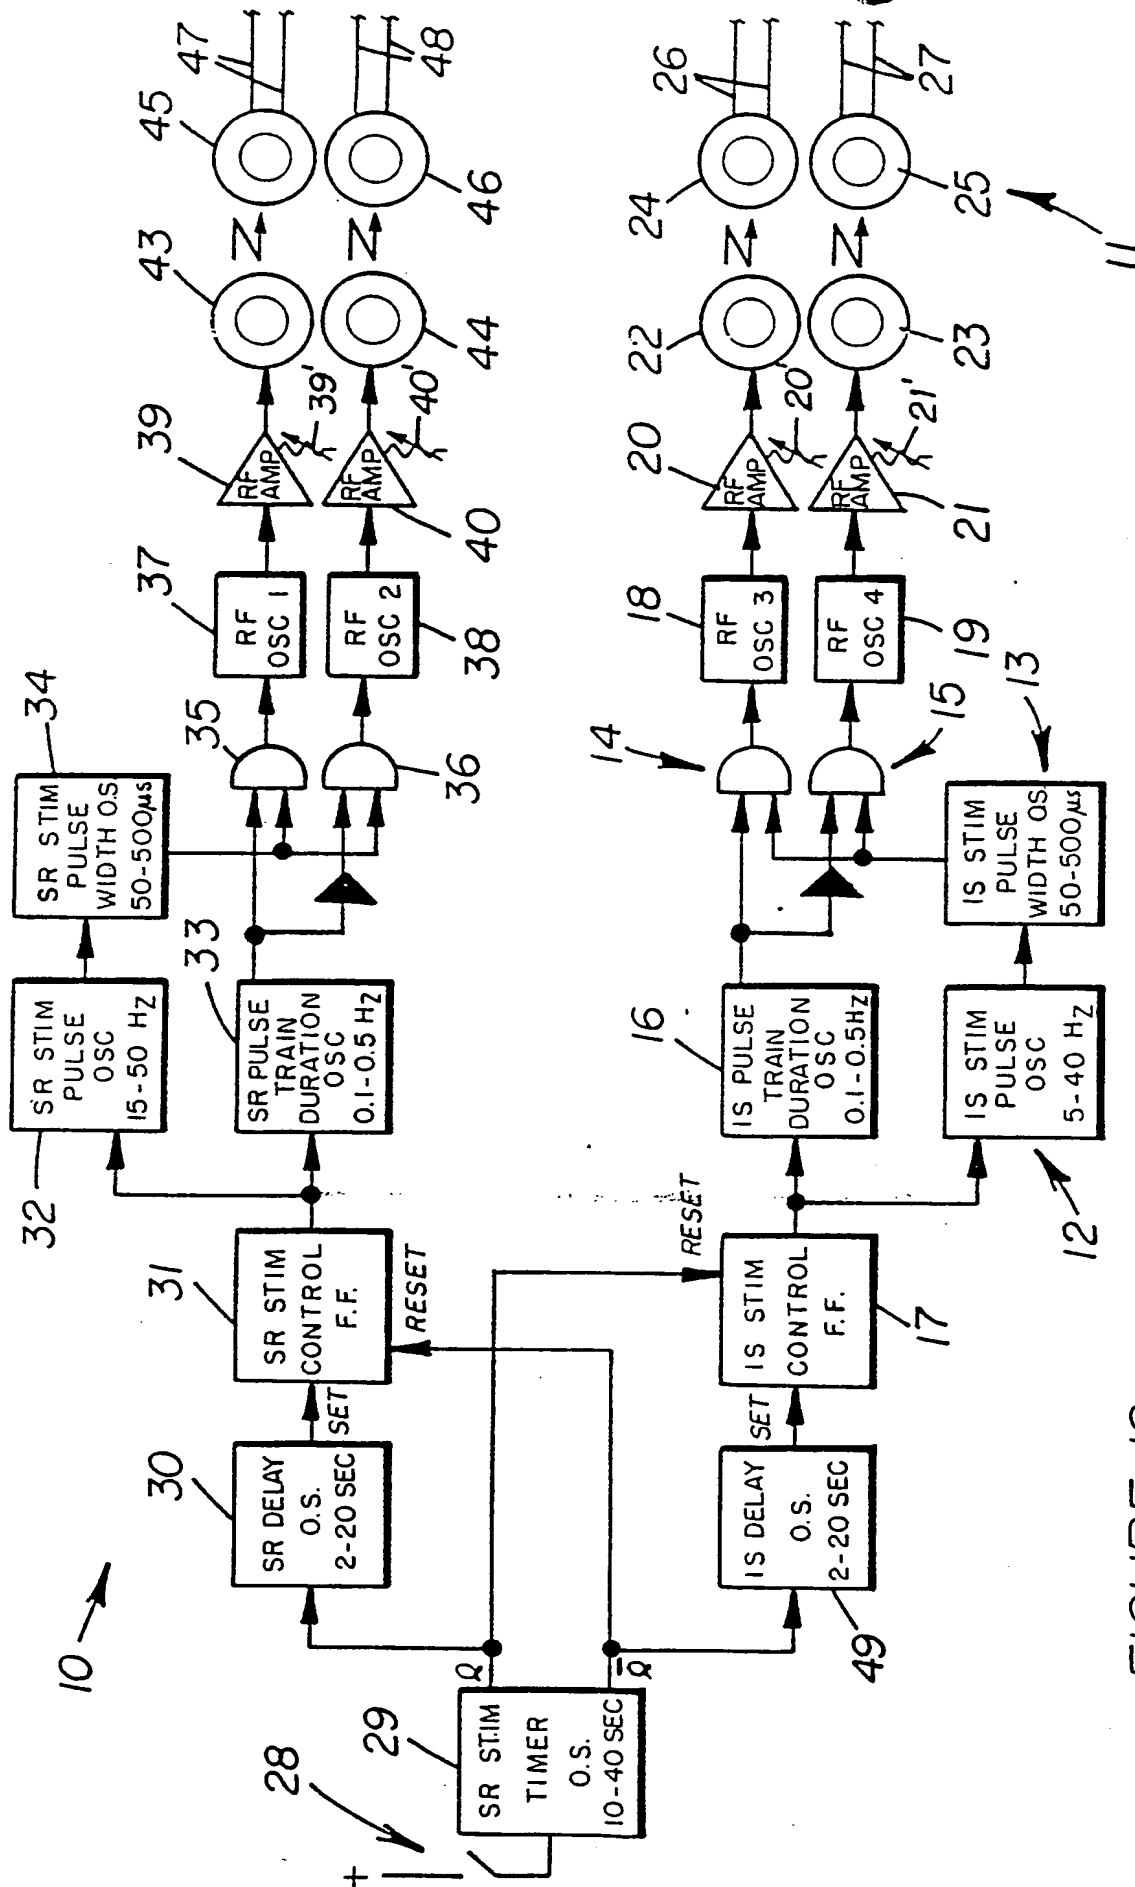 10
11
28
29
SR STIM
TIMER
O.S.
10-40 SEC
Q
Q̅
30
SR DELAY
O.S.
2-20 SEC
SET
31
SR STIM
CONTROL
F.F.
RESET
32
SR STIM
PULSE
OSC
15-50 HZ
34
SR STIM
PULSE
WIDTH O.S.
50-500µs
33
SR PULSE
TRAIN
DURATION
OSC
0.1-0.5 HZ
35
36
37
RF
OSC 1
38
RF
OSC 2
39
RF
AMP
39'
40
RF
AMP
40'
43
44
45
46
47
48
49
IS DELAY
O.S.
2-20 SEC
SET
17
IS STIM
CONTROL
F.F.
RESET
16
IS PULSE
TRAIN
DURATION
OSC
0.1-0.5HZ
12
IS STIM
PULSE
OSC
5-40 HZ
13
IS STIM
PULSE
WIDTH O.S.
50-500µs
14
15
18
RF
OSC 3
19
RF
OSC 4
20
RF
AMP
20'
21
RF
AMP
21'
22
23
24
25
26
27